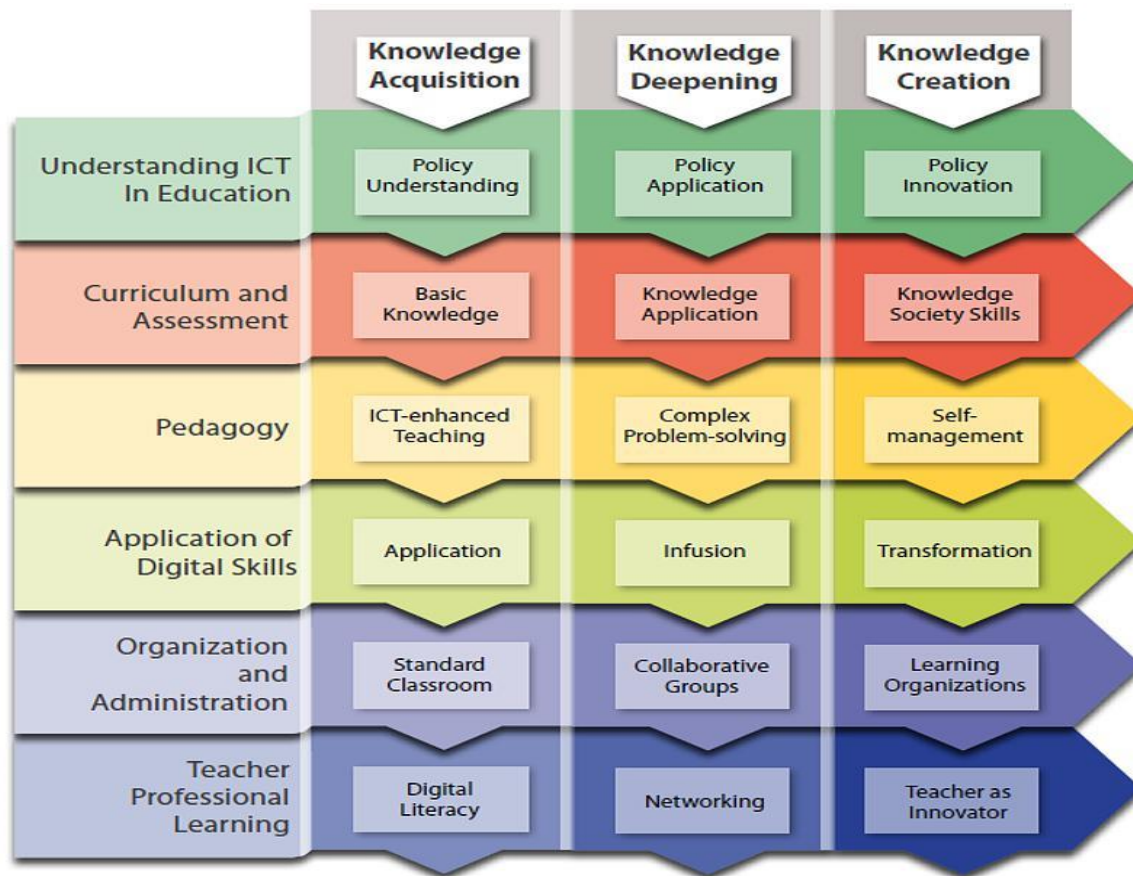 Knowledge
Acquisition
Knowledge
Deepening
Knowledge
Creation
Understanding ICT
In Education
Policy
Understanding
Policy
Application
Policy
Innovation
Curriculum and
Assessment
Basic
Knowledge
Knowledge
Application
Knowledge
Society Skills
Pedagogy
ICT-enhanced
Teaching
Complex
Problem-solving
Self-
management
Application of
Digital Skills
Application
Infusion
Transformation
Organization
and
Administration
Standard
Classroom
Collaborative
Groups
Learning
Organizations
Teacher
Professional
Learning
Digital
Literacy
Networking
Teacher as
Innovator